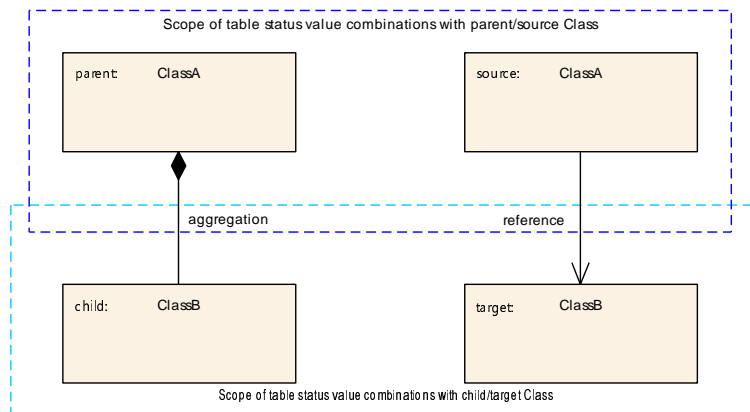 Scope of table status value combinations with parent/source Class
parent: ClassA
source: ClassA
aggregation
reference
child: ClassB
target: ClassB
Scope of table status value combinations with child/target Class